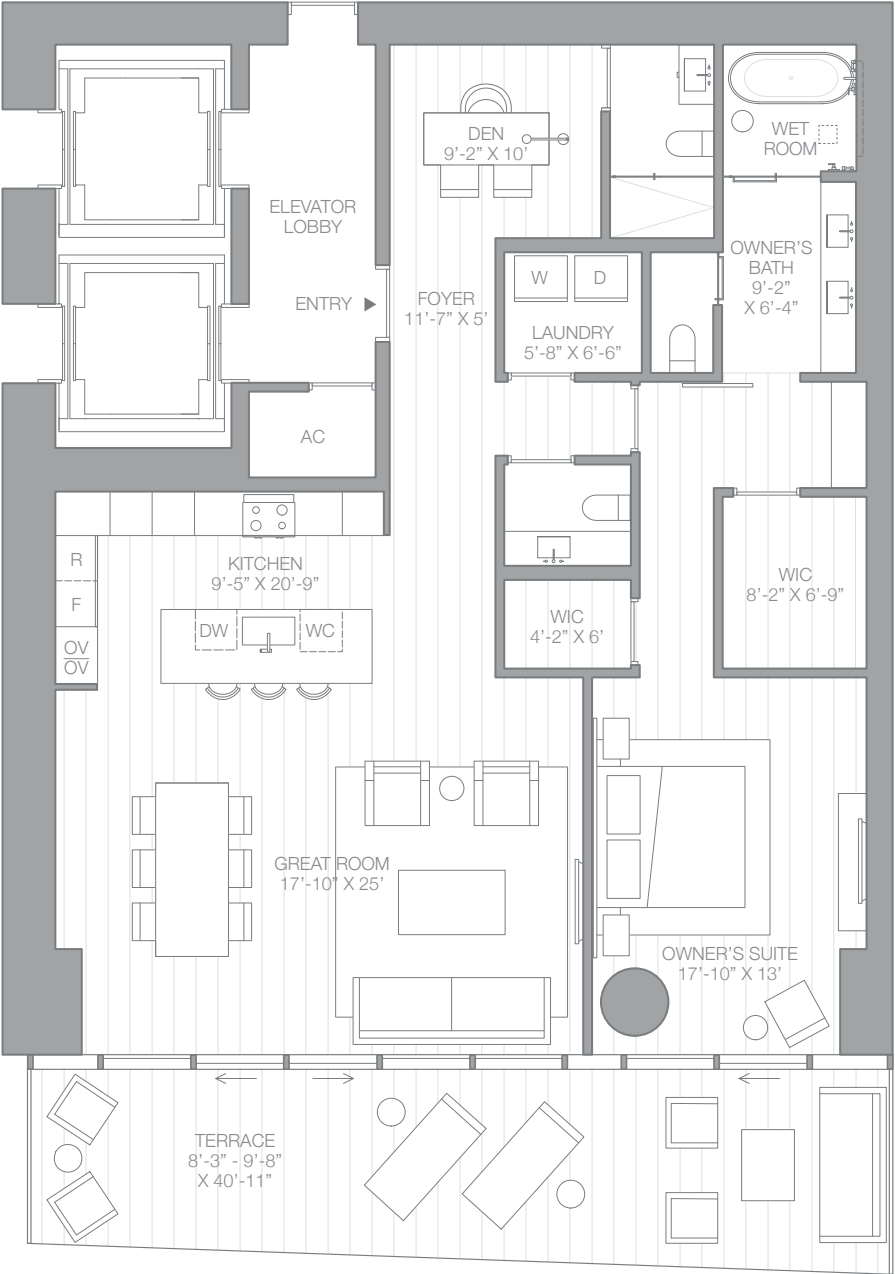 DEN
9'-2” X 10'
WET
ROOM
ELEVATOR
LOBBY
OWNER'S
BATH
9'-2”
X 6'-4”
W
D
ENTRY
FOYER
11'-7” X 5'
LAUNDRY
5'-8” X 6'-6”
AC
R
F
OV
OV
KITCHEN
9'-5” X 20'-9”
DW
WC
WIC
8'-2” X 6'-9”
WIC
4'-2” X 6'
GREAT ROOM
17'-10” X 25'
OWNER'S SUITE
17'-10” X 13'
TERRACE
8'-3” - 9'-8”
X 40'-11”